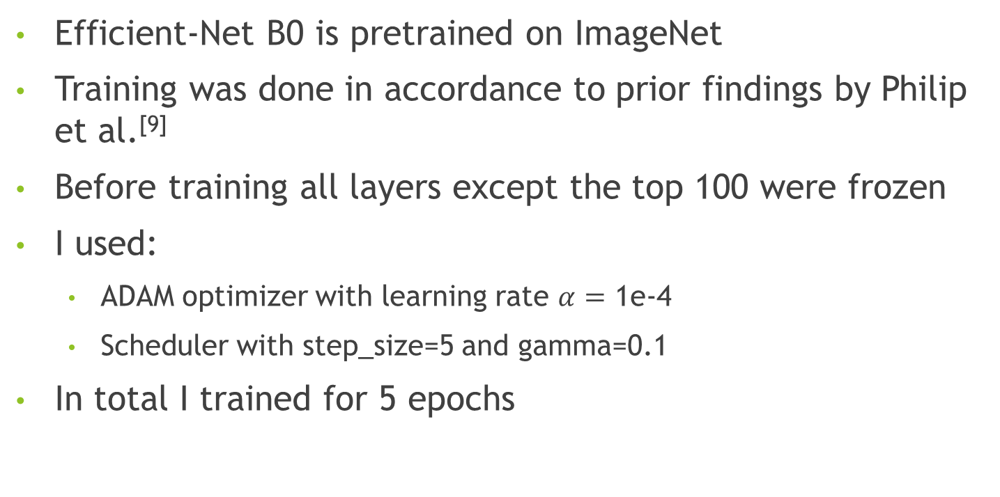 • Efficient-Net B0 is pretrained on ImageNet
• Training was done in accordance to prior findings by Philip
et al.[9]
• Before training all layers except the top 100 were frozen
• I used:
• ADAM optimizer with learning rate 𝛼 = 1e-4
• Scheduler with step_size=5 and gamma=0.1
• In total I trained for 5 epochs